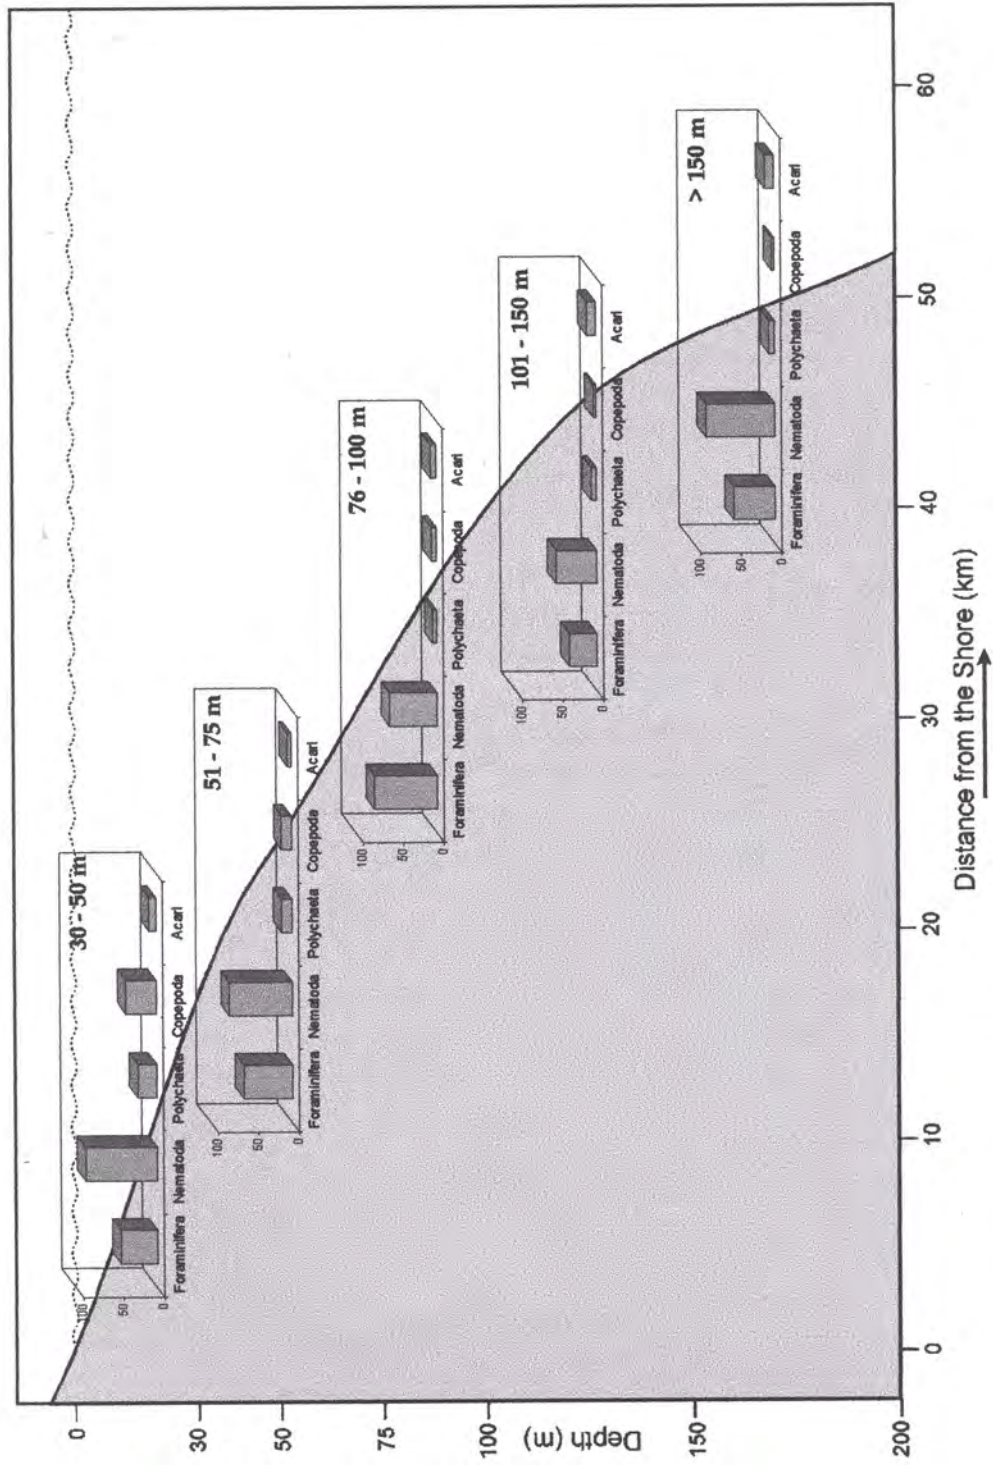 30 - 50 m
100
50
0
Foraminifera Nematoda Polychaeta Copepoda Acari
51 - 75 m
100
50
0
Foraminifera Nematoda Polychaeta Copepoda Acari
76 - 100 m
100
50
0
Foraminifera Nematoda Polychaeta Copepoda Acari
101 - 150 m
100
50
0
Foraminifera Nematoda Polychaeta Copepoda Acari
> 150 m
100
50
0
Foraminifera Nematoda Polychaeta Copepoda Acari
0
30
50
75
100
150
200
Depth (m)
0 10 20 30 40 50 60
Distance from the Shore (km)